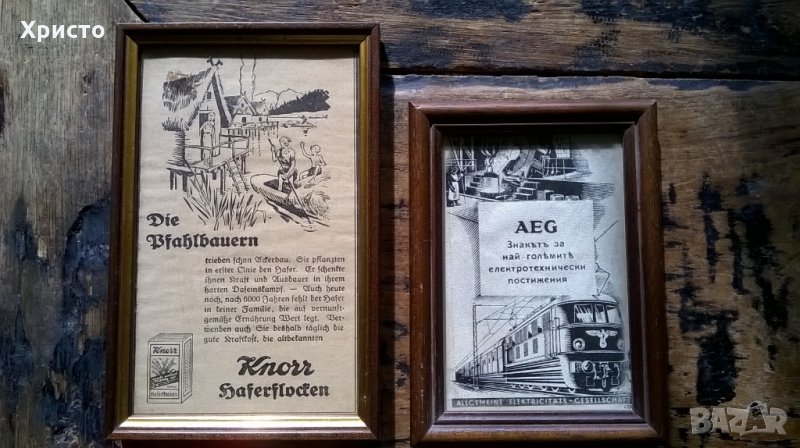 Христо
Die
Pfahlbauern
trieben schon Ackerbau. Sie pflanzten
in erster Linie den Hafer. Er schenkte
ihnen Kraft und Ausdauer in ihrem
harten Daseinskampf. — Auch heute
noch, nach 6000 Jahren fehlt der Hafer
in keiner Familie, die auf vernunft-
gemäße Ernährung Wert legt. Ver-
wenden auch Sie deshalb täglich die
gute Kraftkost, die altbekannten
Knorr
Haferflocken
Knorr
Haferflocken
AEG
Знакътъ за
най-големитѣ
електротехнически
постижения
ALLGEMEINE ELEKTRICITÄTS-GESELLSCHAFT
BAZAR